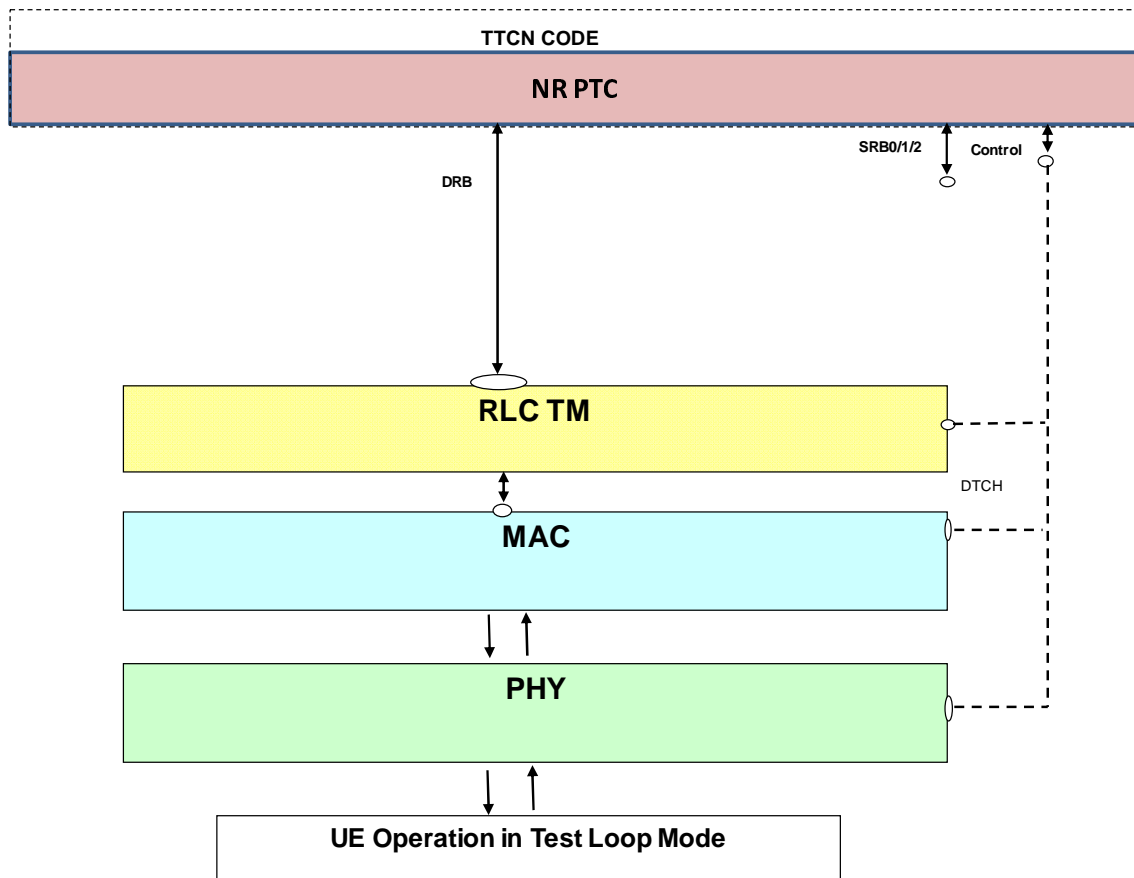 TTCN CODE
NR PTC
SRB0/1/2
Control
DRB
RLC TM
DTCH
MAC
PHY
UE Operation in Test Loop Mode